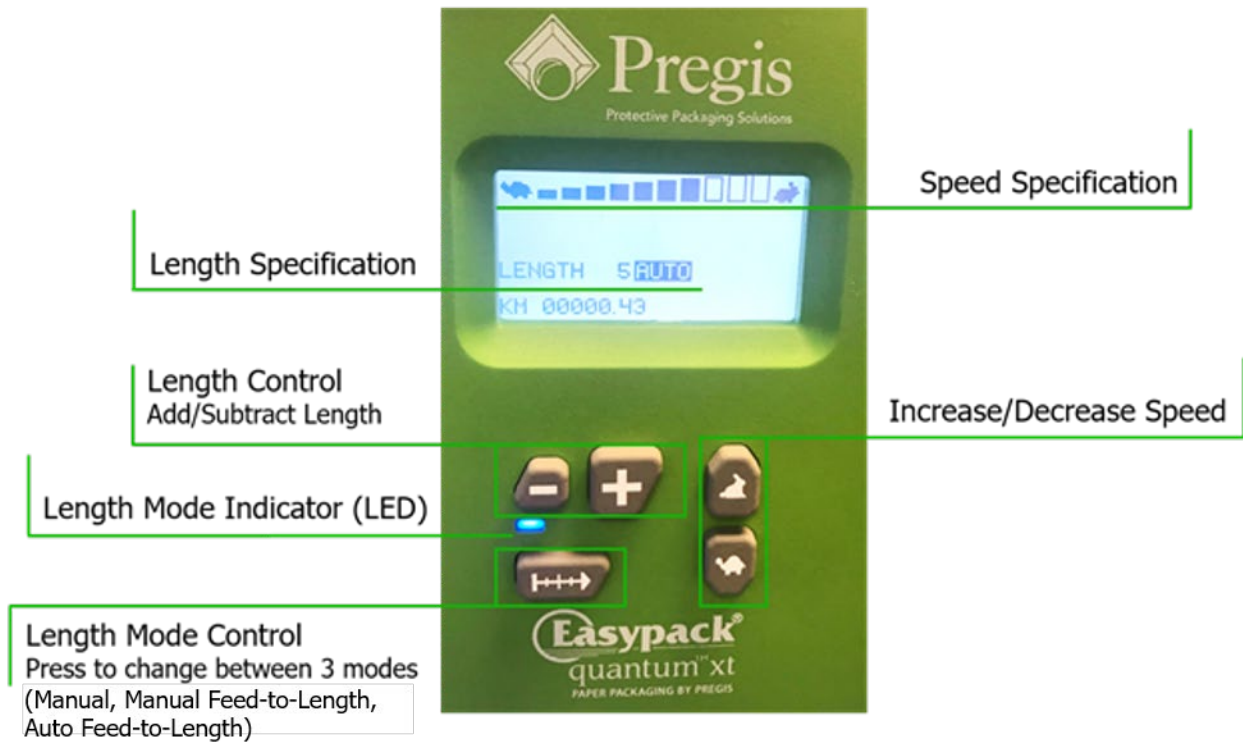 Pregis
Protective Packaging Solutions
Speed Specification
Length Specification
LENGTH 5 AUTO
KM 00000.43
Length Control
Add/Subtract Length
Increase/Decrease Speed
Length Mode Indicator (LED)
Length Mode Control
Press to change between 3 modes
(Manual, Manual Feed-to-Length,
Auto Feed-to-Length)
Easypack®
quantum™xt
PAPER PACKAGING BY PREGIS